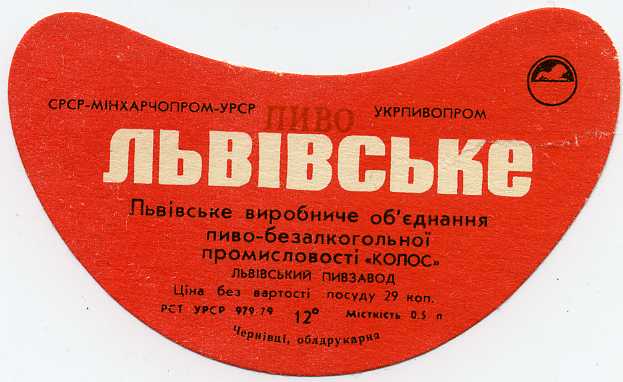 СРСР-МІНХАРЧОПРОМ-УРСР ПИВО УКРПИВОПРОМ
ЛЬВІВСЬКЕ
Львівське виробниче об'єднання
пиво-безалкогольної
промисловості «КОЛОС»
ЛЬВІВСЬКИЙ ПИВЗАВОД
Ціна без вартості посуду 29 коп.
РСТ УРСР 979.79 12° Місткість 0.5 л
Чернівці, облдрукарня